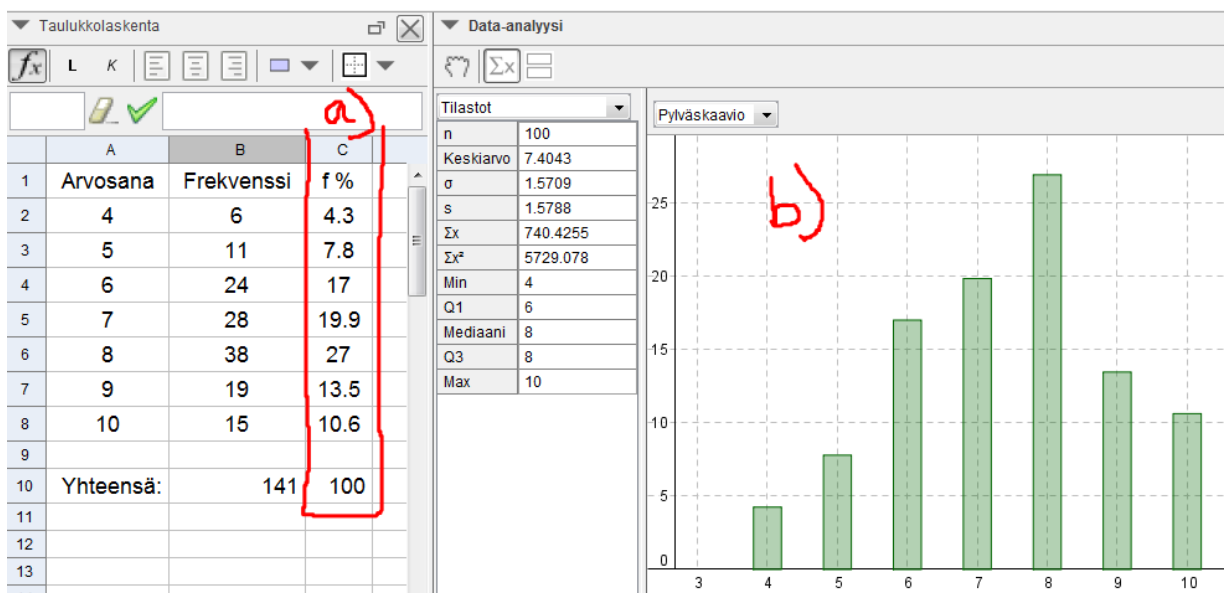 Taulukkolaskenta
fx L K
a)
A B C
1 Arvosana Frekvenssi f %
2 4 6 4.3
3 5 11 7.8
4 6 24 17
5 7 28 19.9
6 8 38 27
7 9 19 13.5
8 10 15 10.6
9
10 Yhteensä: 141 100
11
12
13
Data-analyysi
Σx
Tilastot
n 100
Keskiarvo 7.4043
σ 1.5709
s 1.5788
Σx 740.4255
Σx² 5729.078
Min 4
Q1 6
Mediaani 8
Q3 8
Max 10
Pylväskaavio
b)
25
20
15
10
5
0
3 4 5 6 7 8 9 10